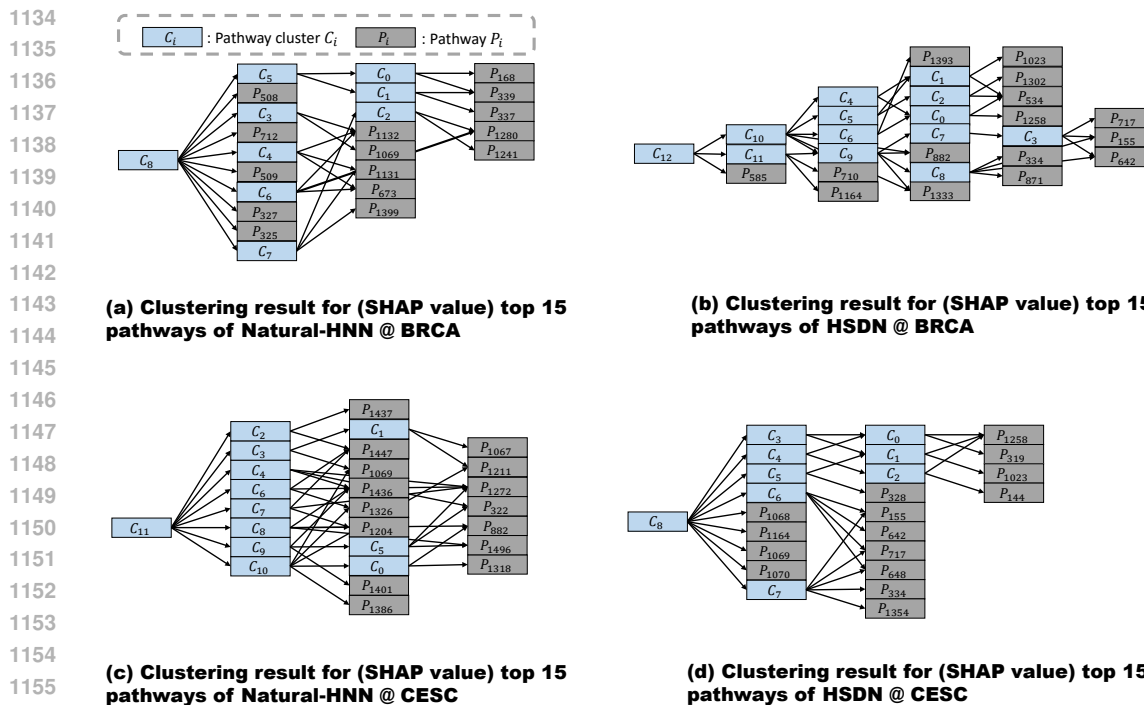 1134
1135
1136
1137
1138
1139
1140
1141
1142
1143
1144
1145
1146
1147
1148
1149
1150
1151
1152
1153
1154
1155
C_i : Pathway cluster C_i P_i : Pathway P_i
C_8
C_5
P_508
C_3
P_712
C_4
P_509
C_6
P_327
P_325
C_7
C_0
C_1
C_2
P_1132
P_1069
P_1131
P_673
P_1399
P_168
P_339
P_337
P_1280
P_1241
(a) Clustering result for (SHAP value) top 15
pathways of Natural-HNN @ BRCA
C_12
C_10
C_11
P_585
C_4
C_5
C_6
C_9
P_710
P_1164
P_1393
C_1
C_2
C_0
C_7
P_882
C_8
P_1333
P_1023
P_1302
P_534
P_1258
C_3
P_334
P_871
P_717
P_155
P_642
(b) Clustering result for (SHAP value) top 15
pathways of HSDN @ BRCA
C_11
C_2
C_3
C_4
C_6
C_7
C_8
C_9
C_10
P_1437
C_1
P_1447
P_1069
P_1436
P_1326
P_1204
C_5
C_0
P_1401
P_1386
P_1067
P_1211
P_1272
P_322
P_882
P_1496
P_1318
(c) Clustering result for (SHAP value) top 15
pathways of Natural-HNN @ CESC
C_8
C_3
C_4
C_5
C_6
P_1068
P_1164
P_1069
P_1070
C_7
C_0
C_1
C_2
P_328
P_155
P_642
P_717
P_648
P_334
P_1354
P_1258
P_319
P_1023
P_144
(d) Clustering result for (SHAP value) top 15
pathways of HSDN @ CESC